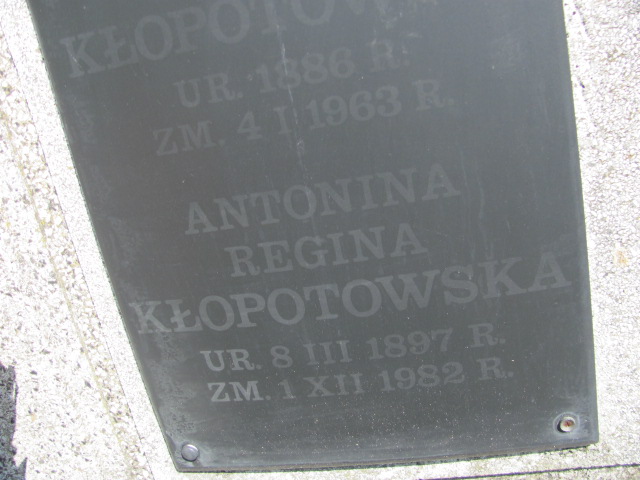 UR. 1886 R.
ZM. 4 I 1963 R.
ANTONINA
REGINA
KŁOPOTOWSKA
UR. 8 III 1897 R.
ZM. 1 XII 1982 R.